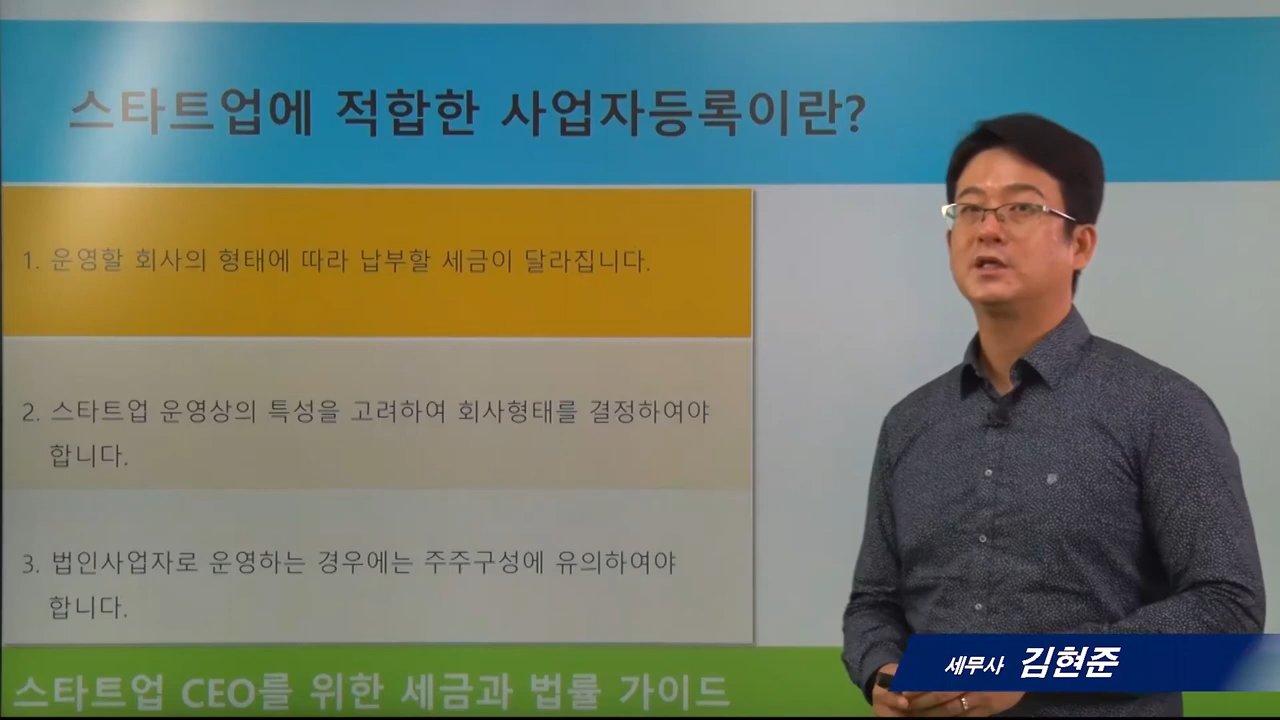 스타트업에 적합한 사업자등록이란?
1. 운영할 회사의 형태에 따라 납부할 세금이 달라집니다.
2. 스타트업 운영상의 특성을 고려하여 회사형태를 결정하여야
합니다.
3. 법인사업자로 운영하는 경우에는 주주구성에 유의하여야
합니다.
스타트업 CEO를 위한 세금과 법률 가이드
세무사 김현준